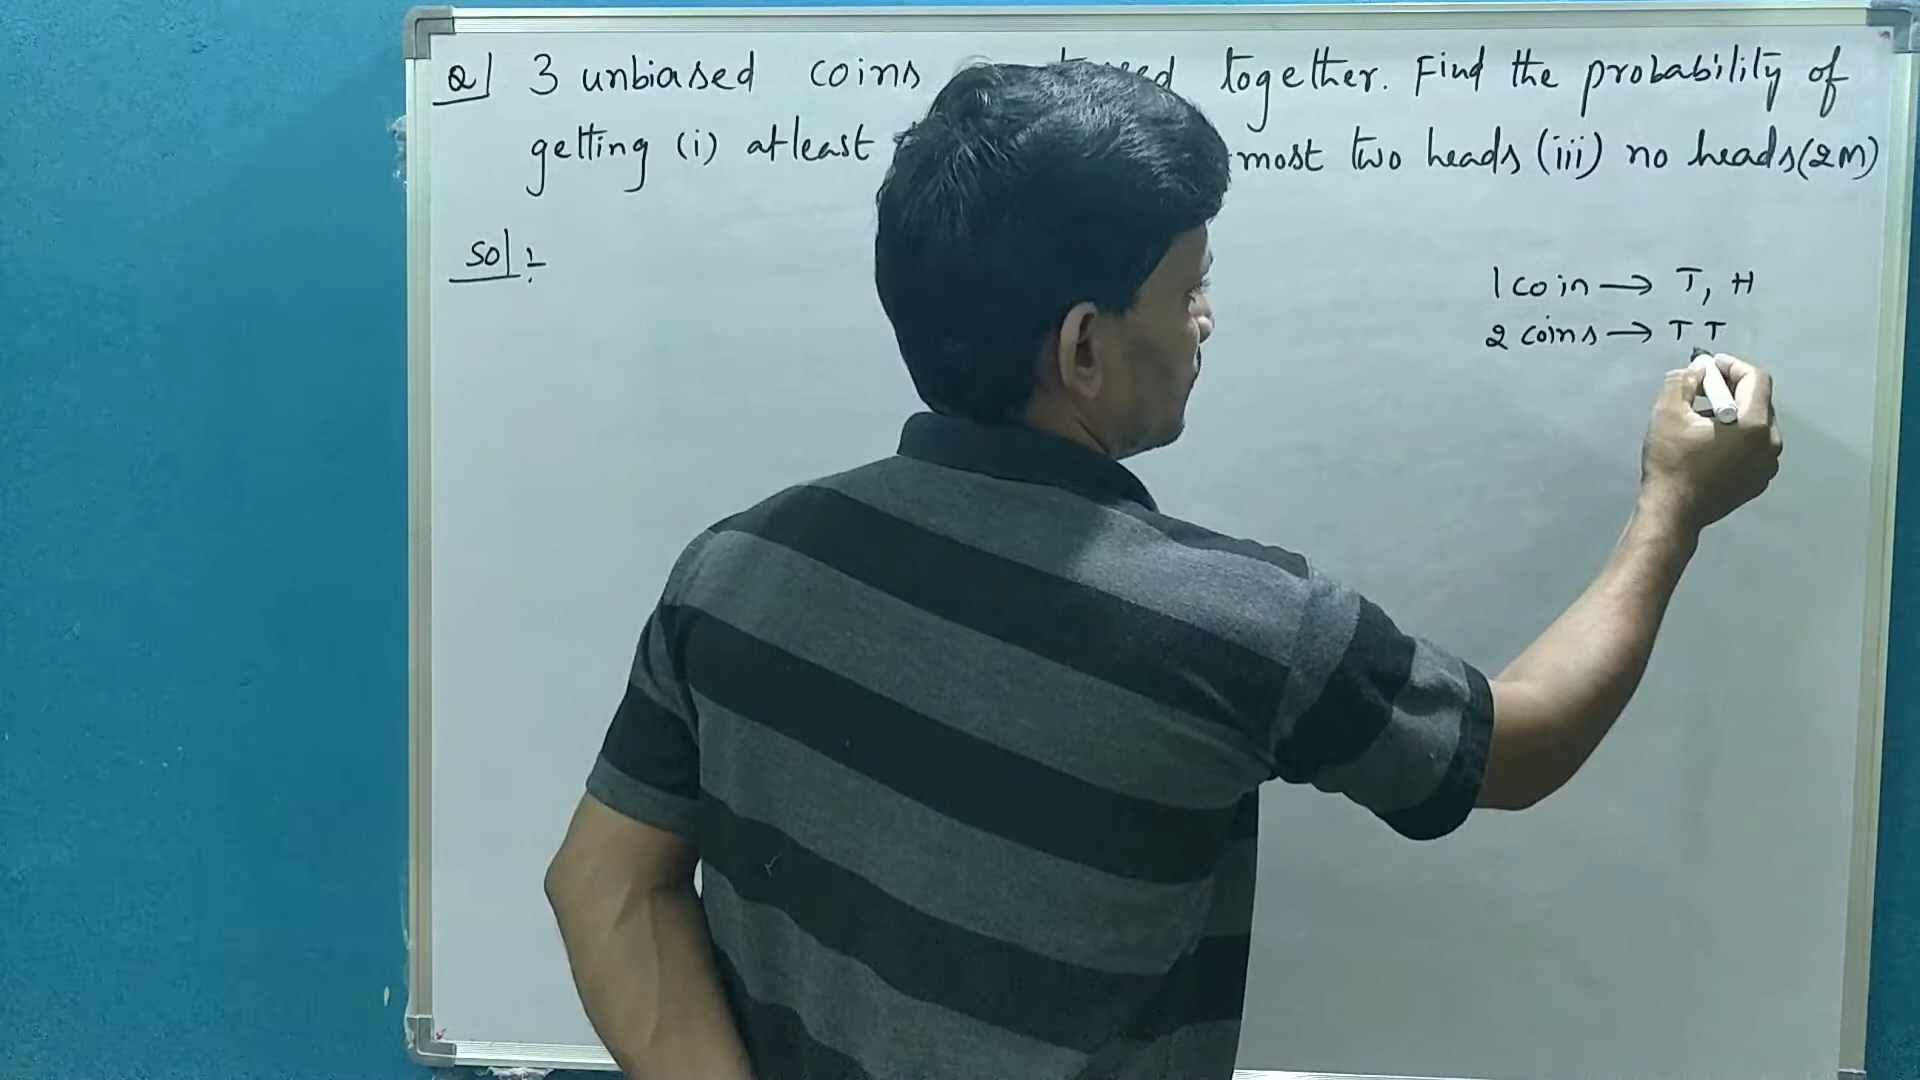 Q| 3 unbiased coins together. Find the probability of
getting (i) atleast most two heads (iii) no heads (2M)
Sol:
1 coin → T, H
2 coins → T T